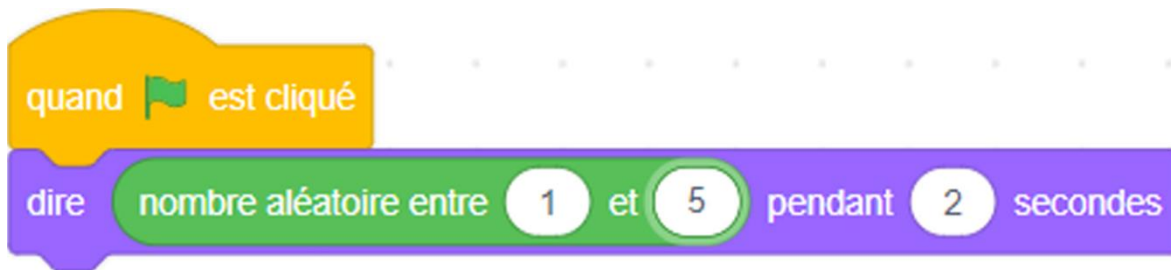 quand est cliqué
dire nombre aléatoire entre 1 et 5 pendant 2 secondes